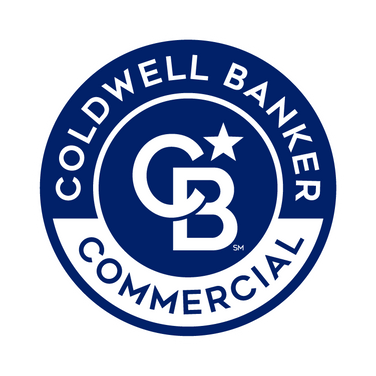 COLDWELL BANKER
CB
SM
COMMERCIAL